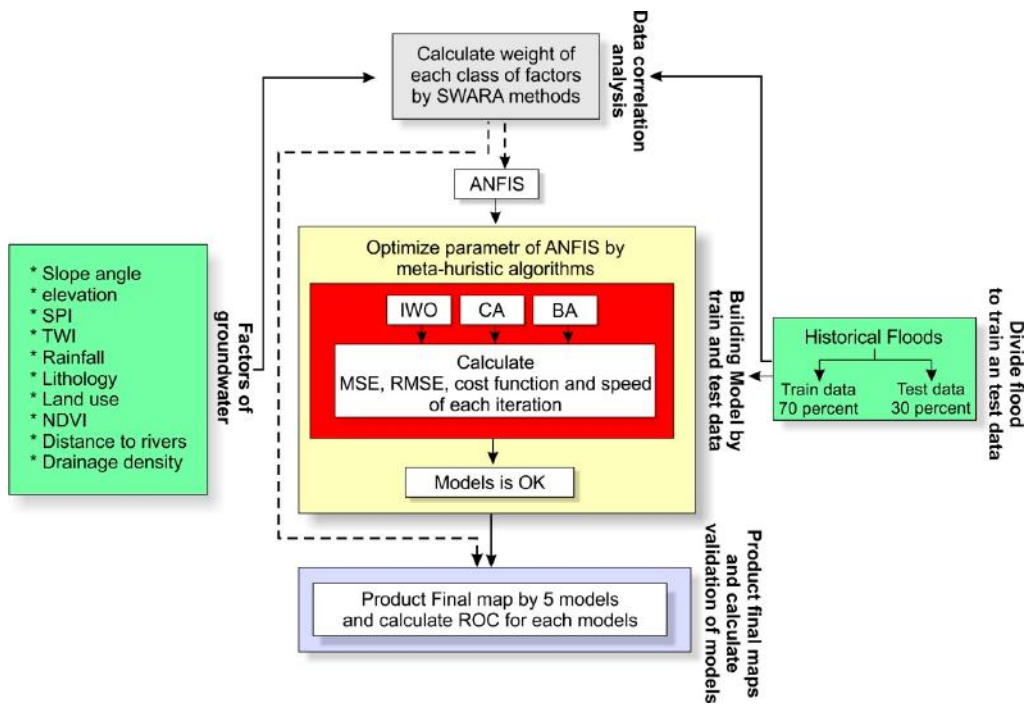 Calculate weight of
each class of factors
by SWARA methods
Data correlation
analysis
ANFIS
Optimize parametr of ANFIS by
meta-huristic algorithms
IWO
CA
BA
Calculate
MSE, RMSE, cost function and speed
of each iteration
Models is OK
Building Model by
train and test data
* Slope angle
* elevation
* SPI
* TWI
* Rainfall
* Lithology
* Land use
* NDVI
* Distance to rivers
* Drainage density
Factors of
groundwater
Historical Floods
Train data
70 percent
Test data
30 percent
Divide flood
to train an test data
Product Final map by 5 models
and calculate ROC for each models
Product final maps
and calculate
validation of models